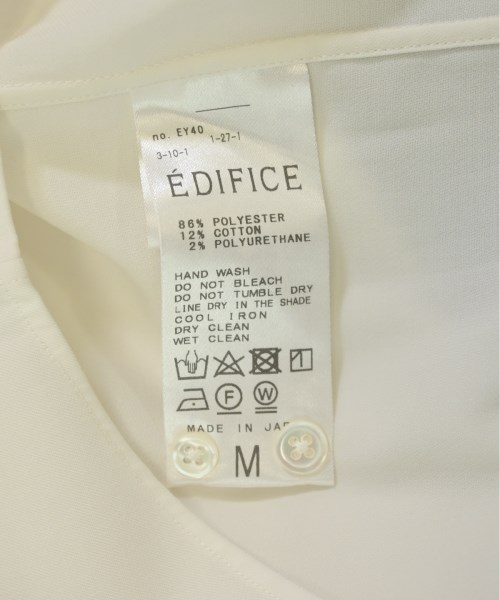 no. EY40
3-10-1 1-27-1
ÉDIFICE
86% POLYESTER
12% COTTON
2% POLYURETHANE
HAND WASH
DO NOT BLEACH
DO NOT TUMBLE DRY
LINE DRY IN THE SHADE
COOL IRON
DRY CLEAN
WET CLEAN
F W
MADE IN JAP
M